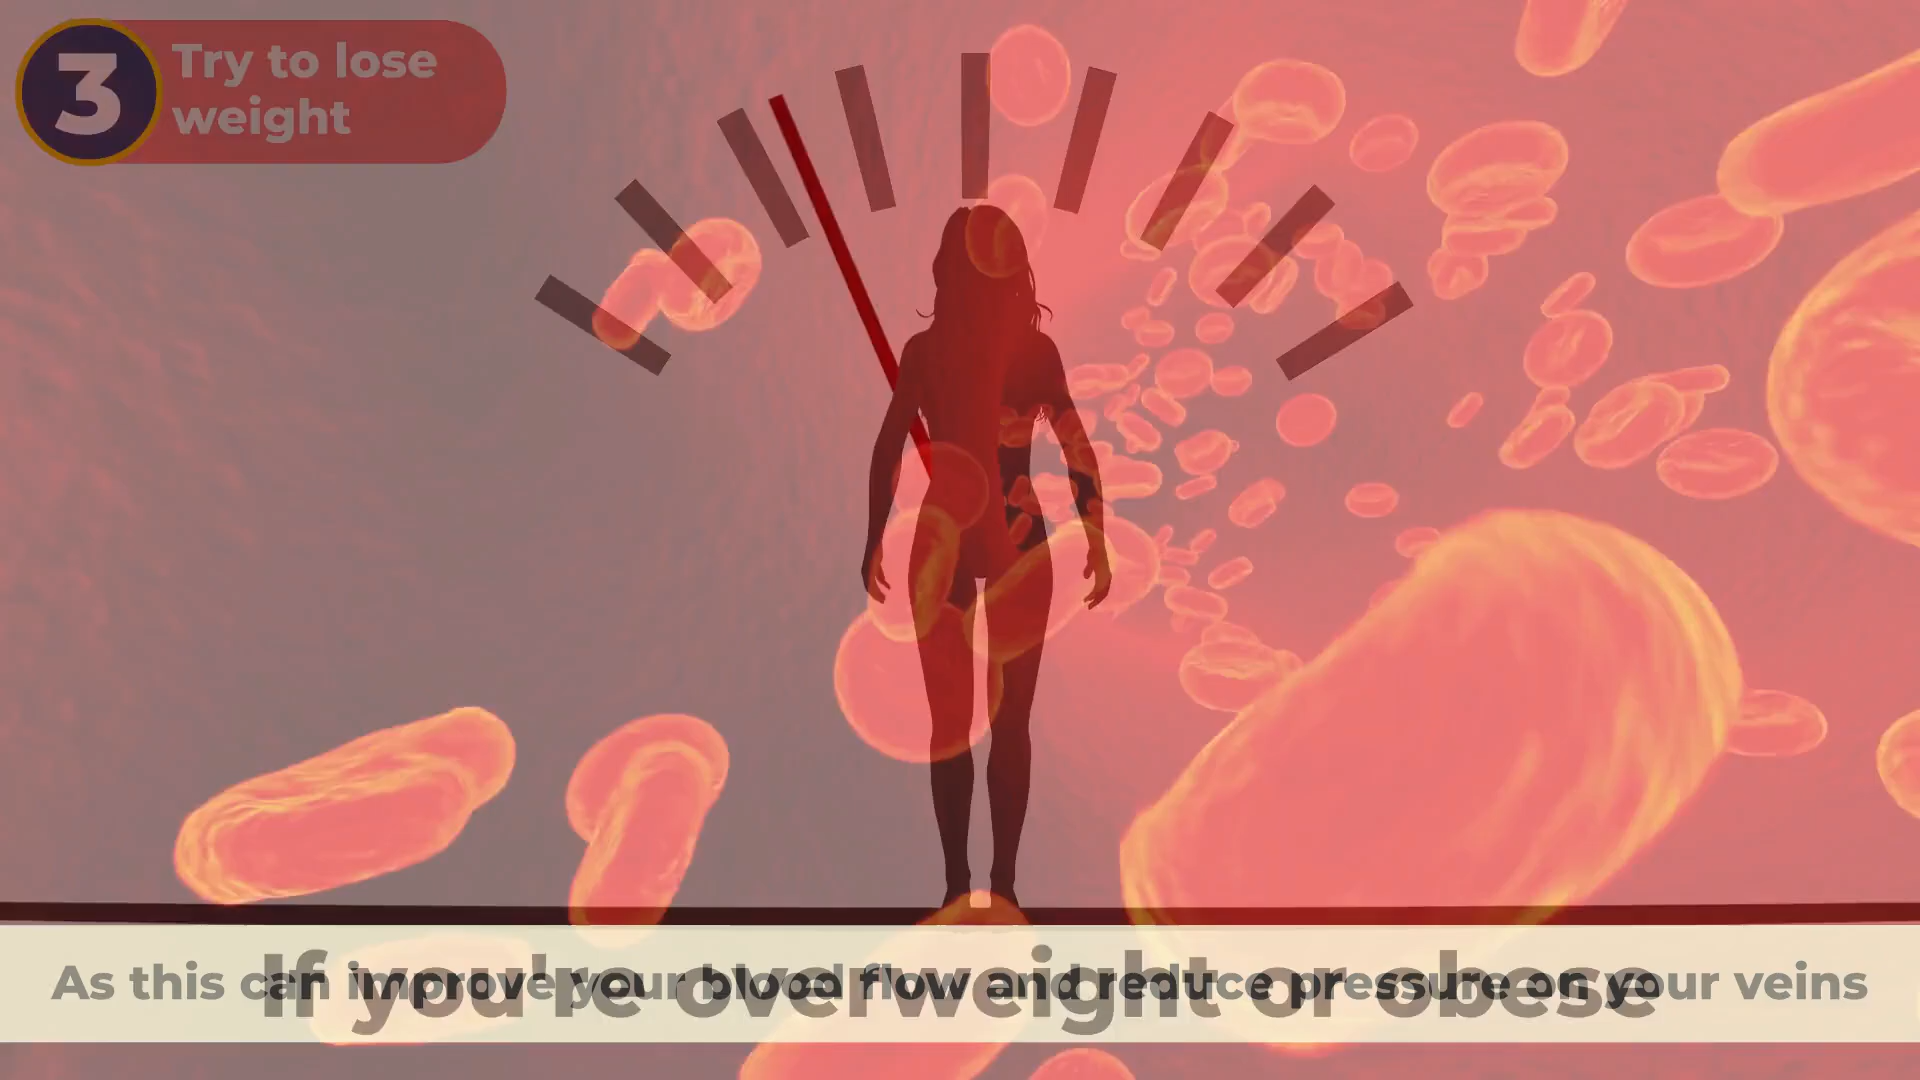 3
Try to lose
weight
If you're overweight or obese
As this can improve your blood flow and reduce pressure on your veins